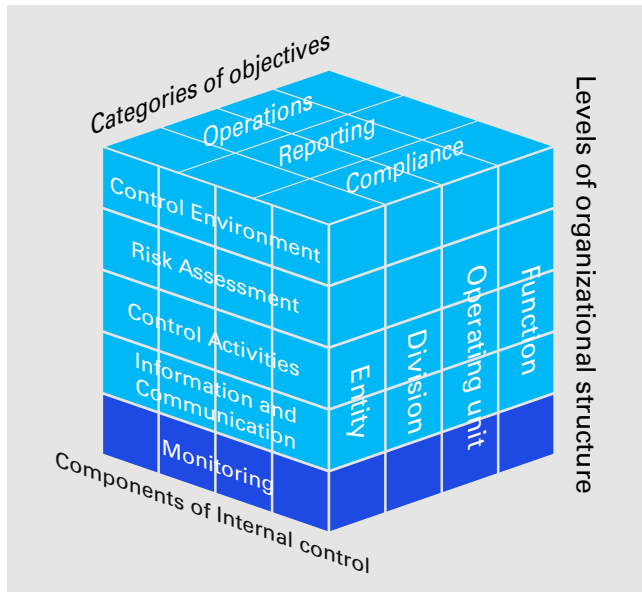 Categories of objectives
Operations
Reporting
Compliance
Control Environment
Risk Assessment
Control Activities
Information and
Communication
Monitoring
Components of Internal control
Entity
Division
Operating unit
Function
Levels of organizational structure